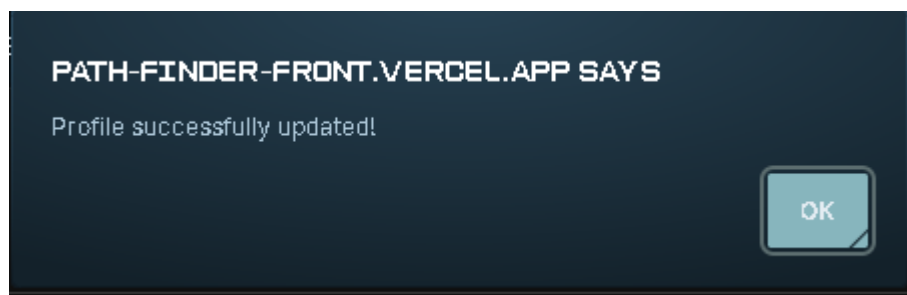 PATH-FINDER-FRONT.VERCEL.APP SAYS
Profile successfully updated!
OK